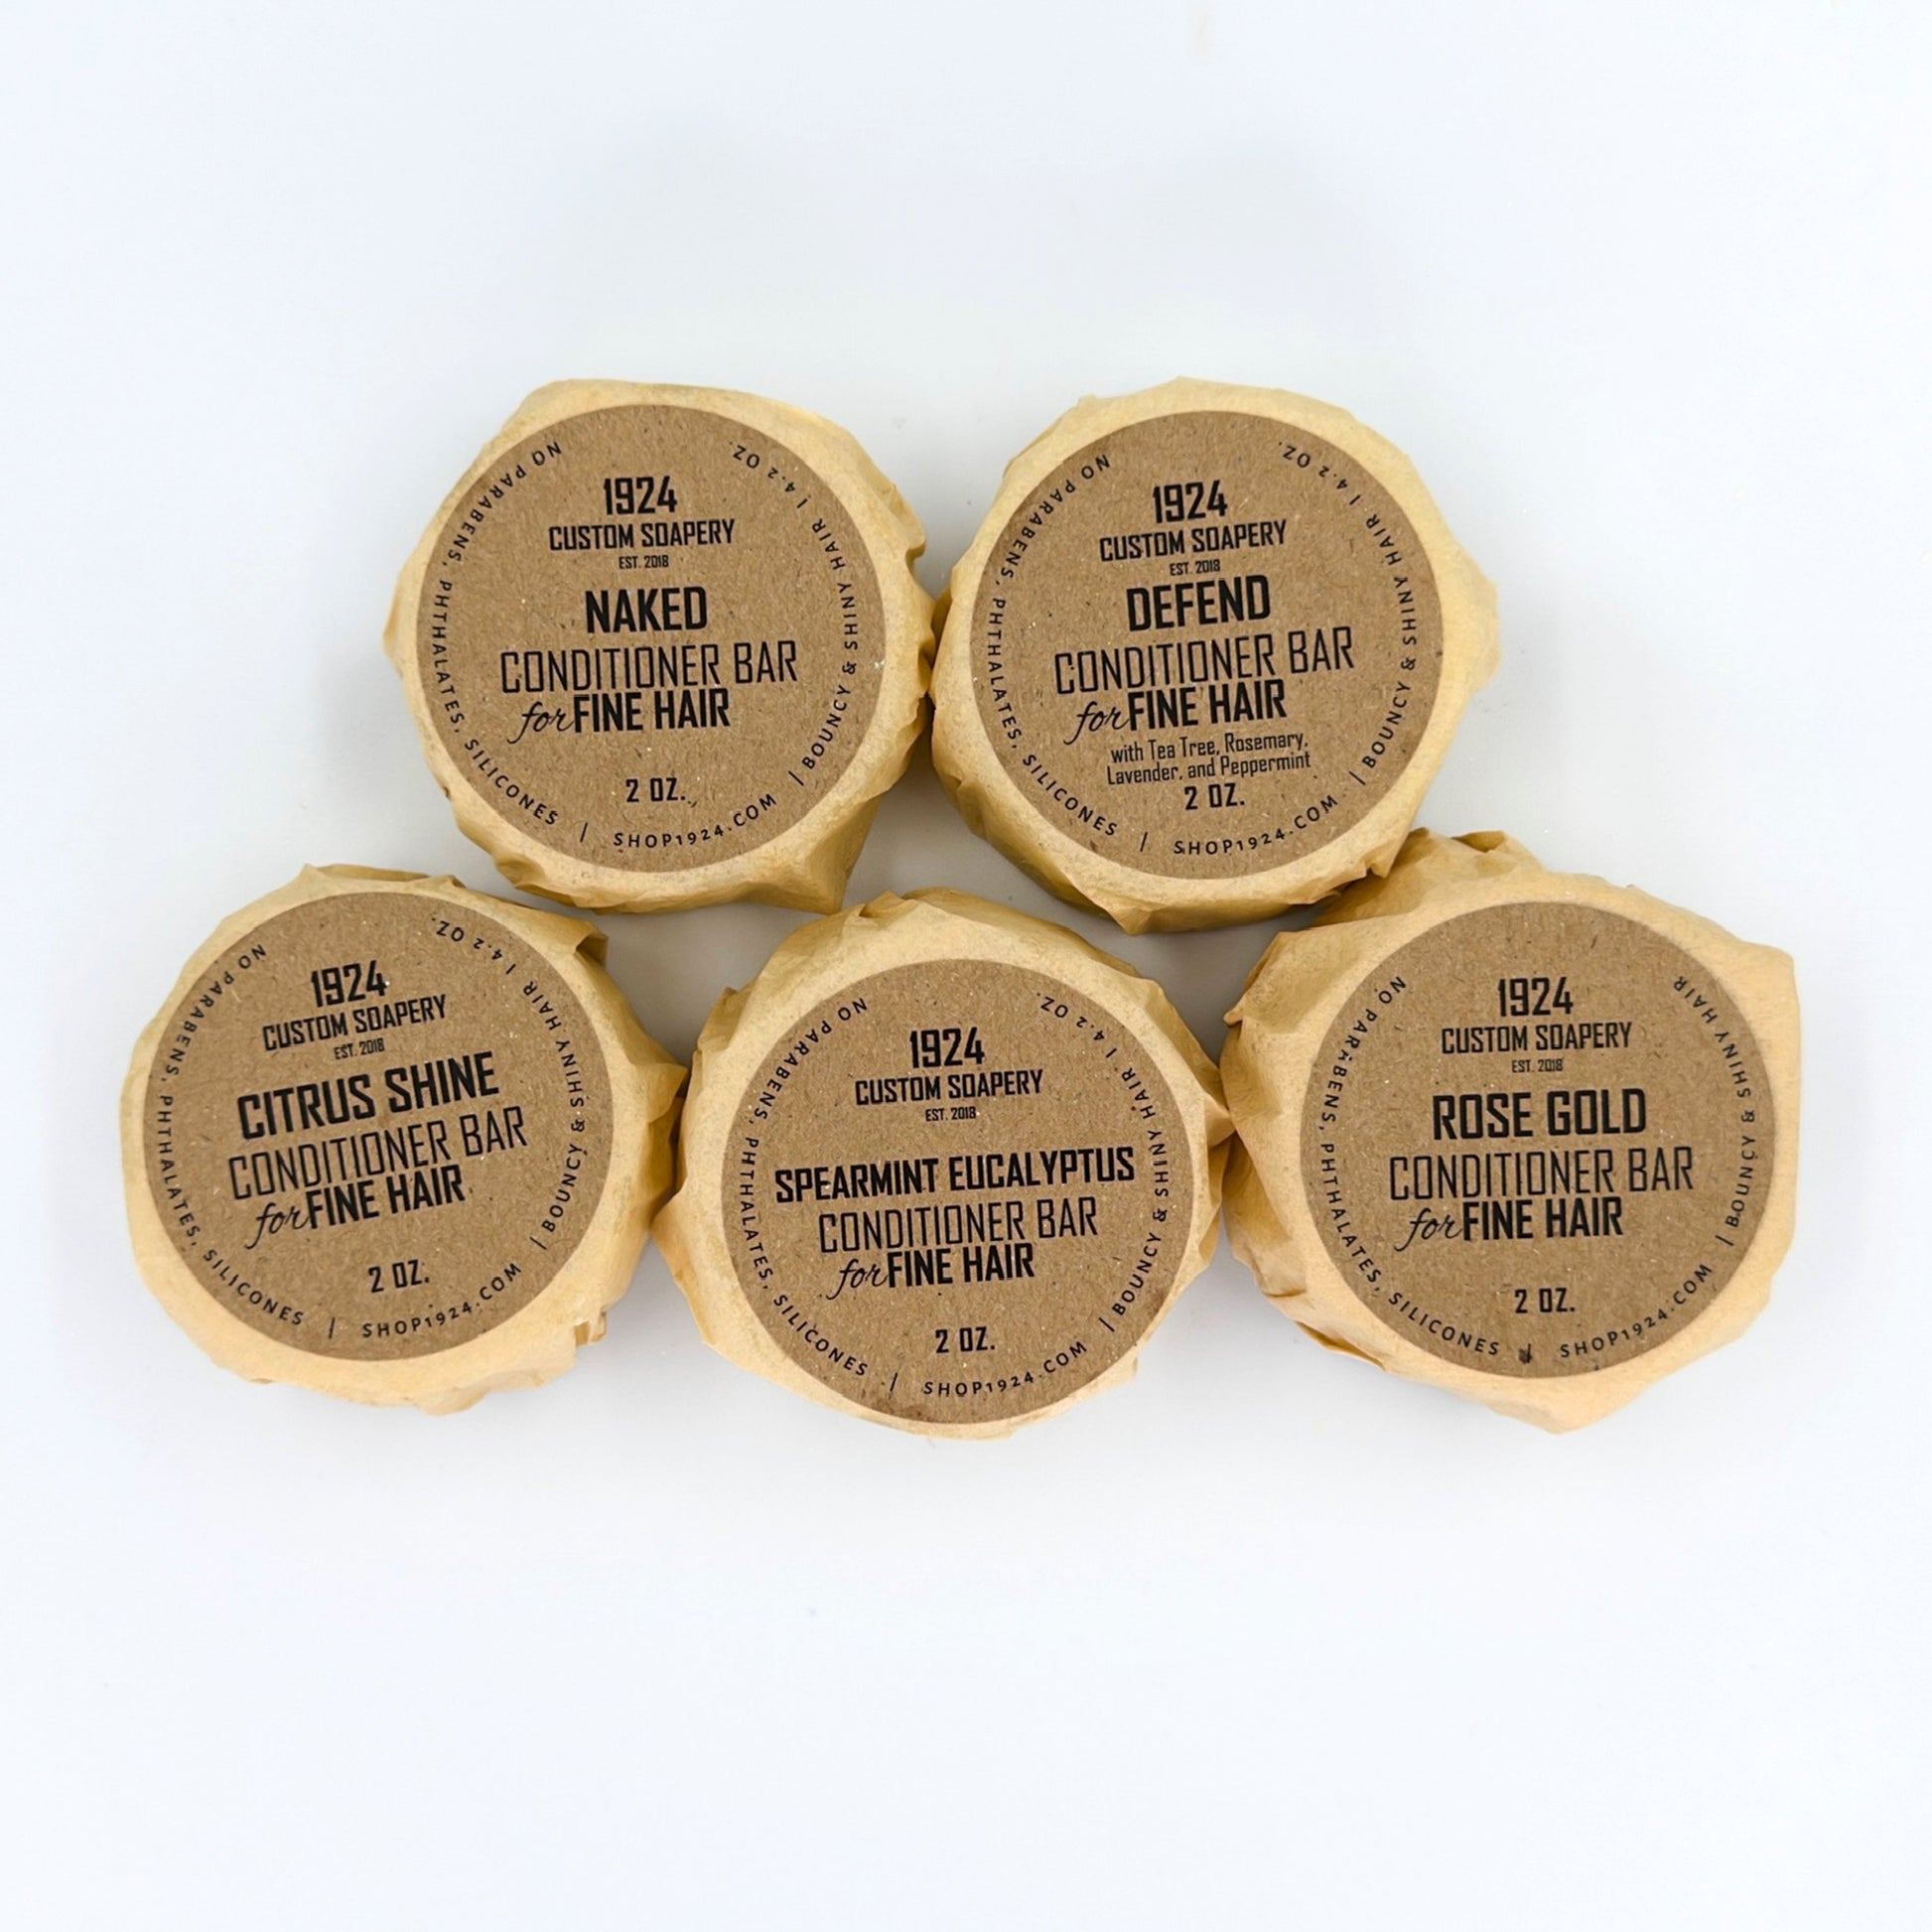 1924
CUSTOM SOAPERY
EST. 2018
NAKED
CONDITIONER BAR
for FINE HAIR
2 OZ.
NO PARABENS, PHTHALATES, SILICONES / SHOP1924.COM | BOUNCY & SHINY HAIR | 4.2 OZ.
1924
CUSTOM SOAPERY
EST. 2018
DEFEND
CONDITIONER BAR
for FINE HAIR
with Tea Tree, Rosemary,
Lavender, and Peppermint
2 OZ.
NO PARABENS, PHTHALATES, SILICONES / SHOP1924.COM | BOUNCY & SHINY HAIR | 4.2 OZ.
1924
CUSTOM SOAPERY
EST. 2018
CITRUS SHINE
CONDITIONER BAR
for FINE HAIR
2 OZ.
NO PARABENS, PHTHALATES, SILICONES / SHOP1924.COM | BOUNCY & SHINY HAIR | 4.2 OZ.
1924
CUSTOM SOAPERY
EST. 2018
SPEARMINT EUCALYPTUS
CONDITIONER BAR
for FINE HAIR
2 OZ.
NO PARABENS, PHTHALATES, SILICONES / SHOP1924.COM | BOUNCY & SHINY HAIR | 4.2 OZ.
1924
CUSTOM SOAPERY
EST. 2018
ROSE GOLD
CONDITIONER BAR
for FINE HAIR
2 OZ.
NO PARABENS, PHTHALATES, SILICONES / SHOP1924.COM | BOUNCY & SHINY HAIR